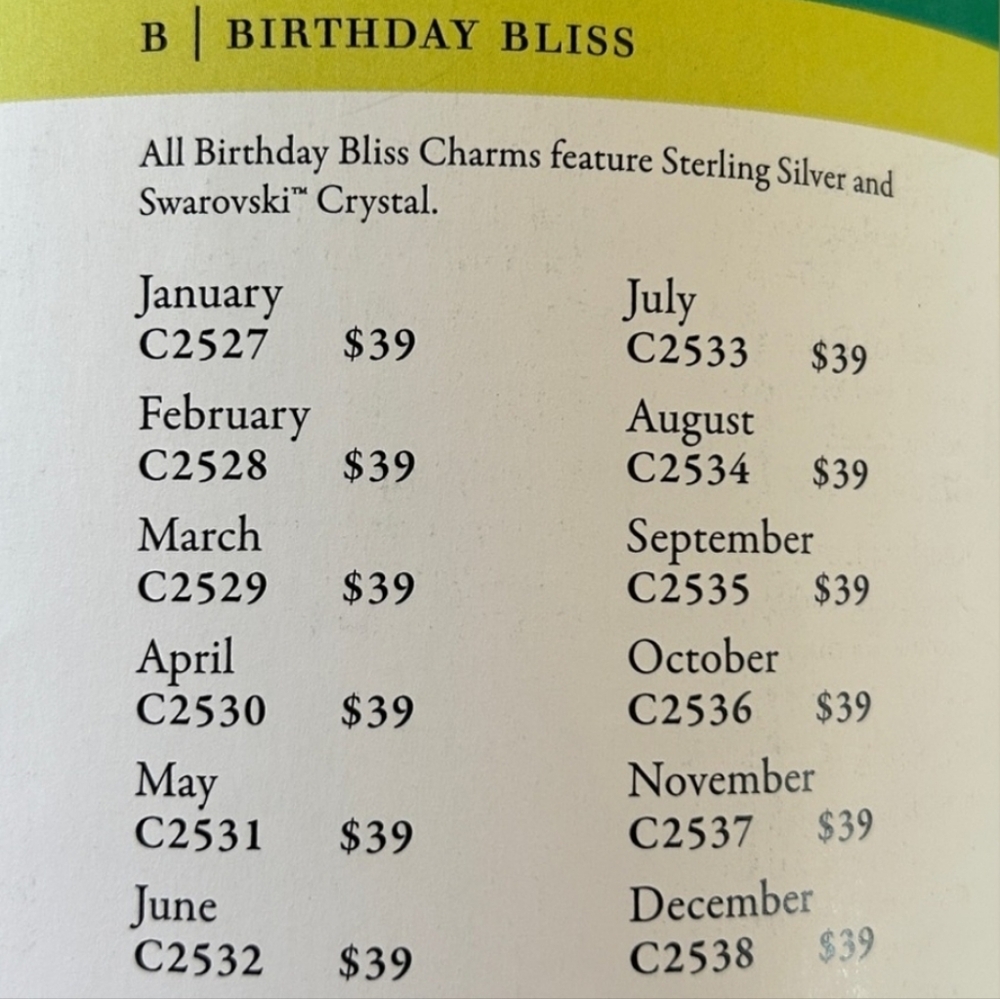 B | BIRTHDAY BLISS
All Birthday Bliss Charms feature Sterling Silver and
Swarovski™ Crystal.
January
C2527 $39
February
C2528 $39
March
C2529 $39
April
C2530 $39
May
C2531 $39
June
C2532 $39
July
C2533 $39
August
C2534 $39
September
C2535 $39
October
C2536 $39
November
C2537 $39
December
C2538 $39